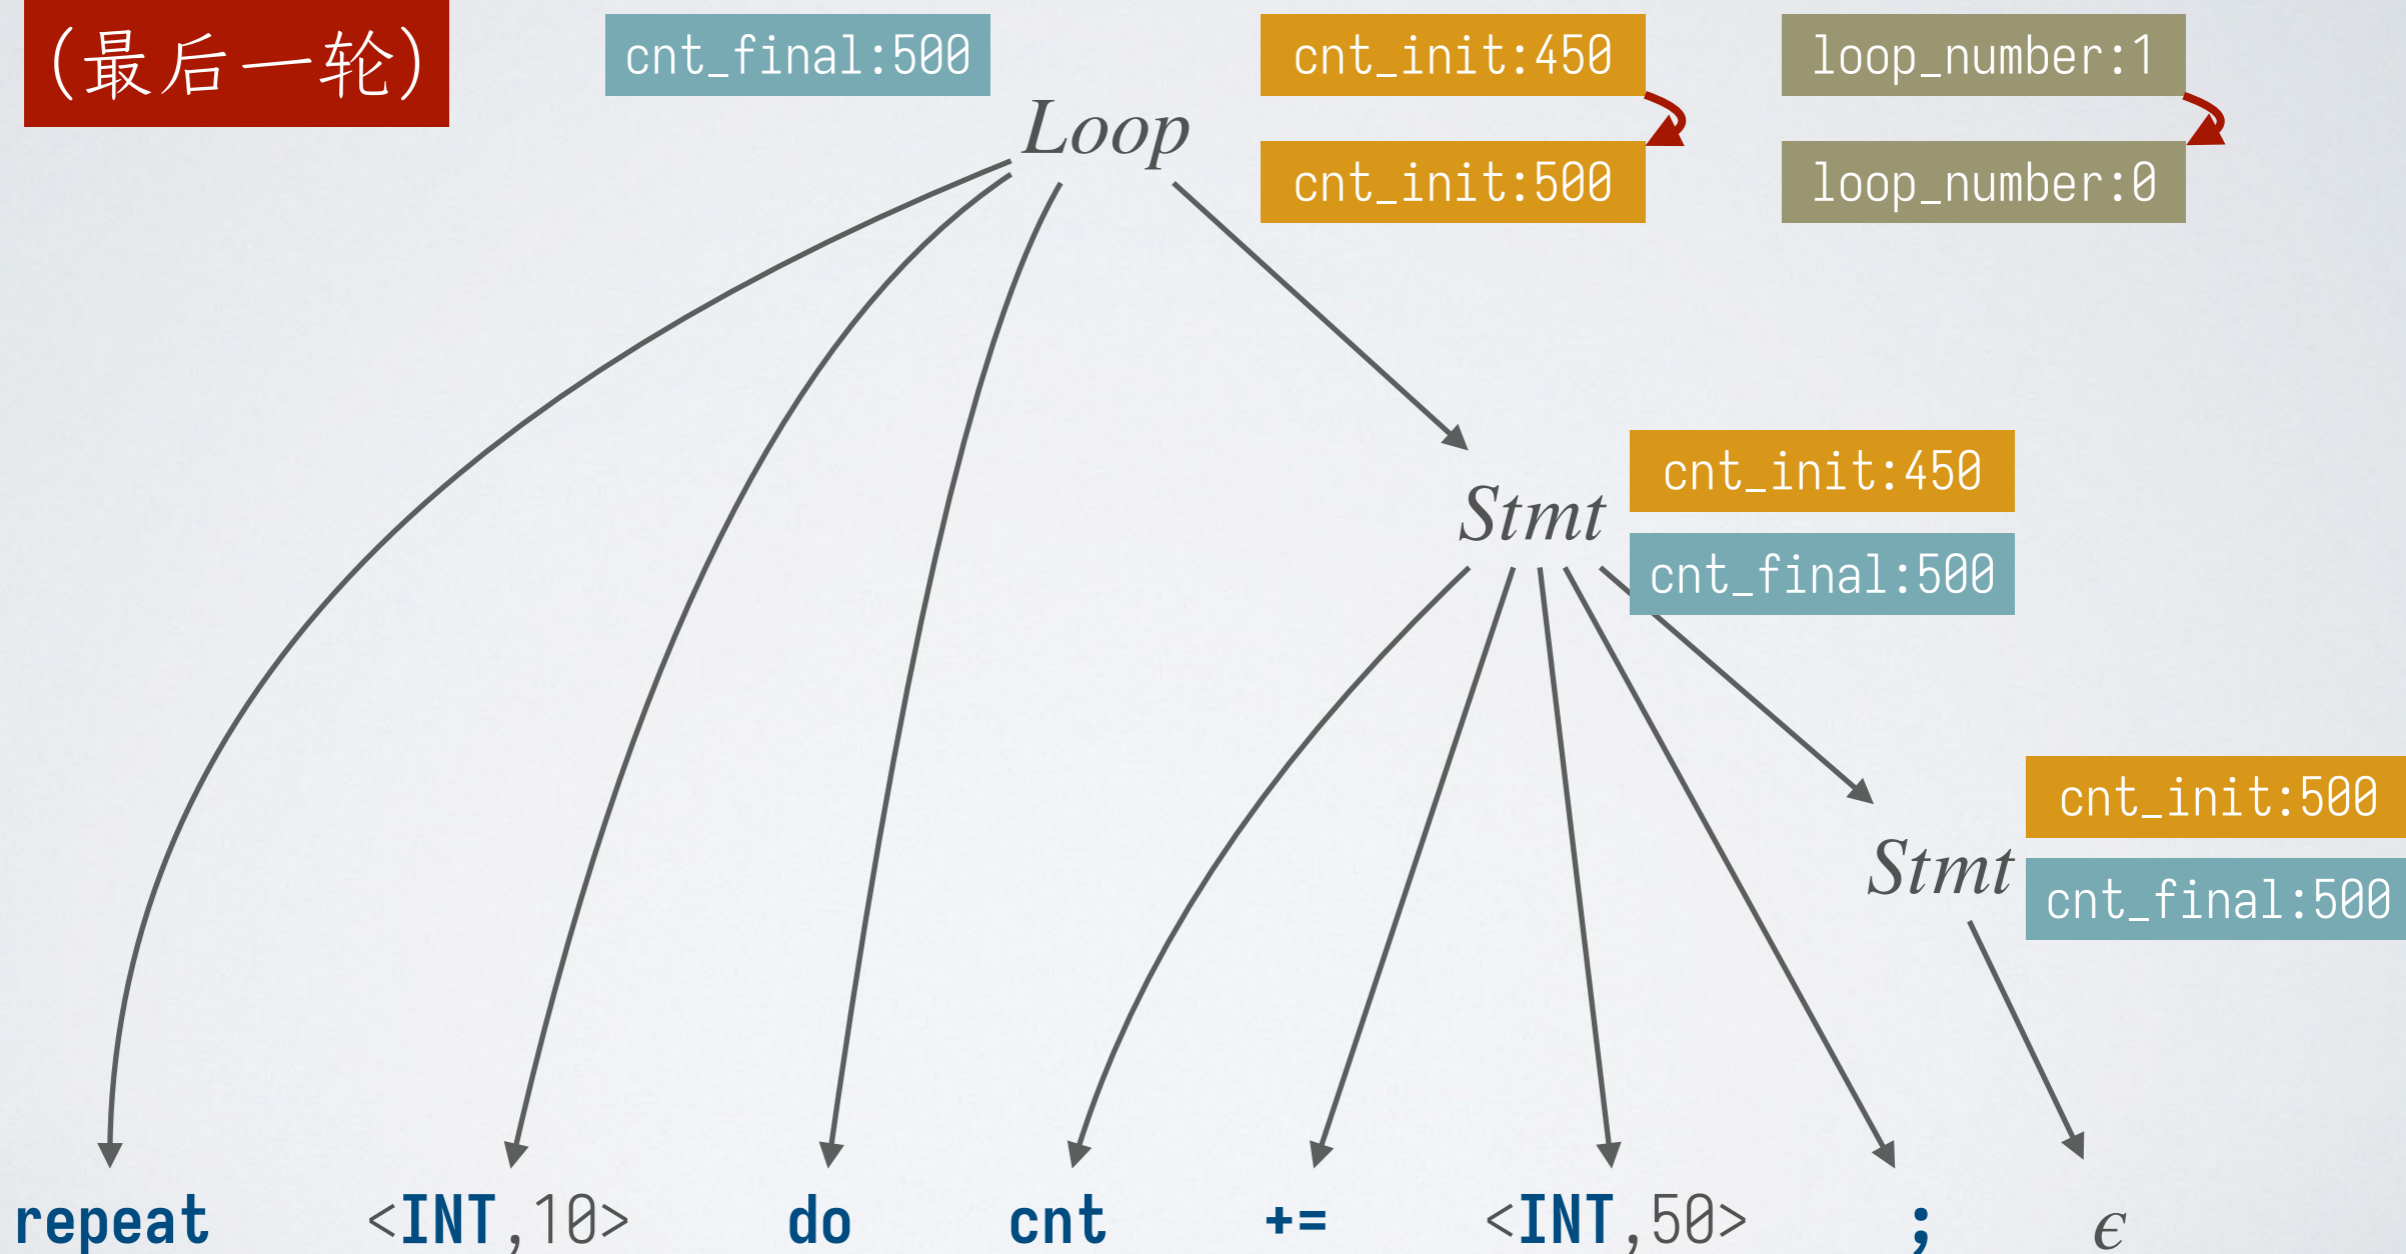 (最后一轮)
cnt_final:500
cnt_init:450
loop_number:1
Loop
cnt_init:500
loop_number:0
Stmt
cnt_init:450
cnt_final:500
Stmt
cnt_init:500
cnt_final:500
repeat <INT,10> do cnt += <INT,50> ; ϵ